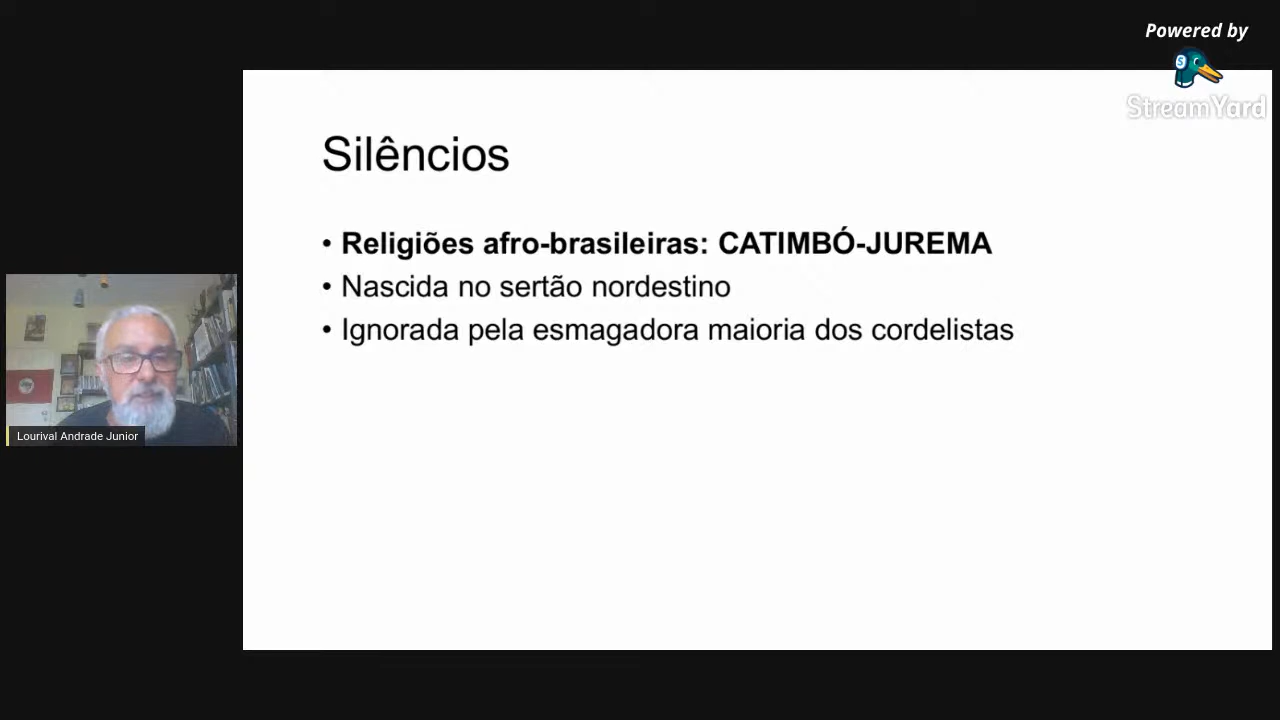 Powered by
StreamYard
Silêncios
• Religiões afro-brasileiras: CATIMBÓ-JUREMA
• Nascida no sertão nordestino
• Ignorada pela esmagadora maioria dos cordelistas
Lourival Andrade Junior